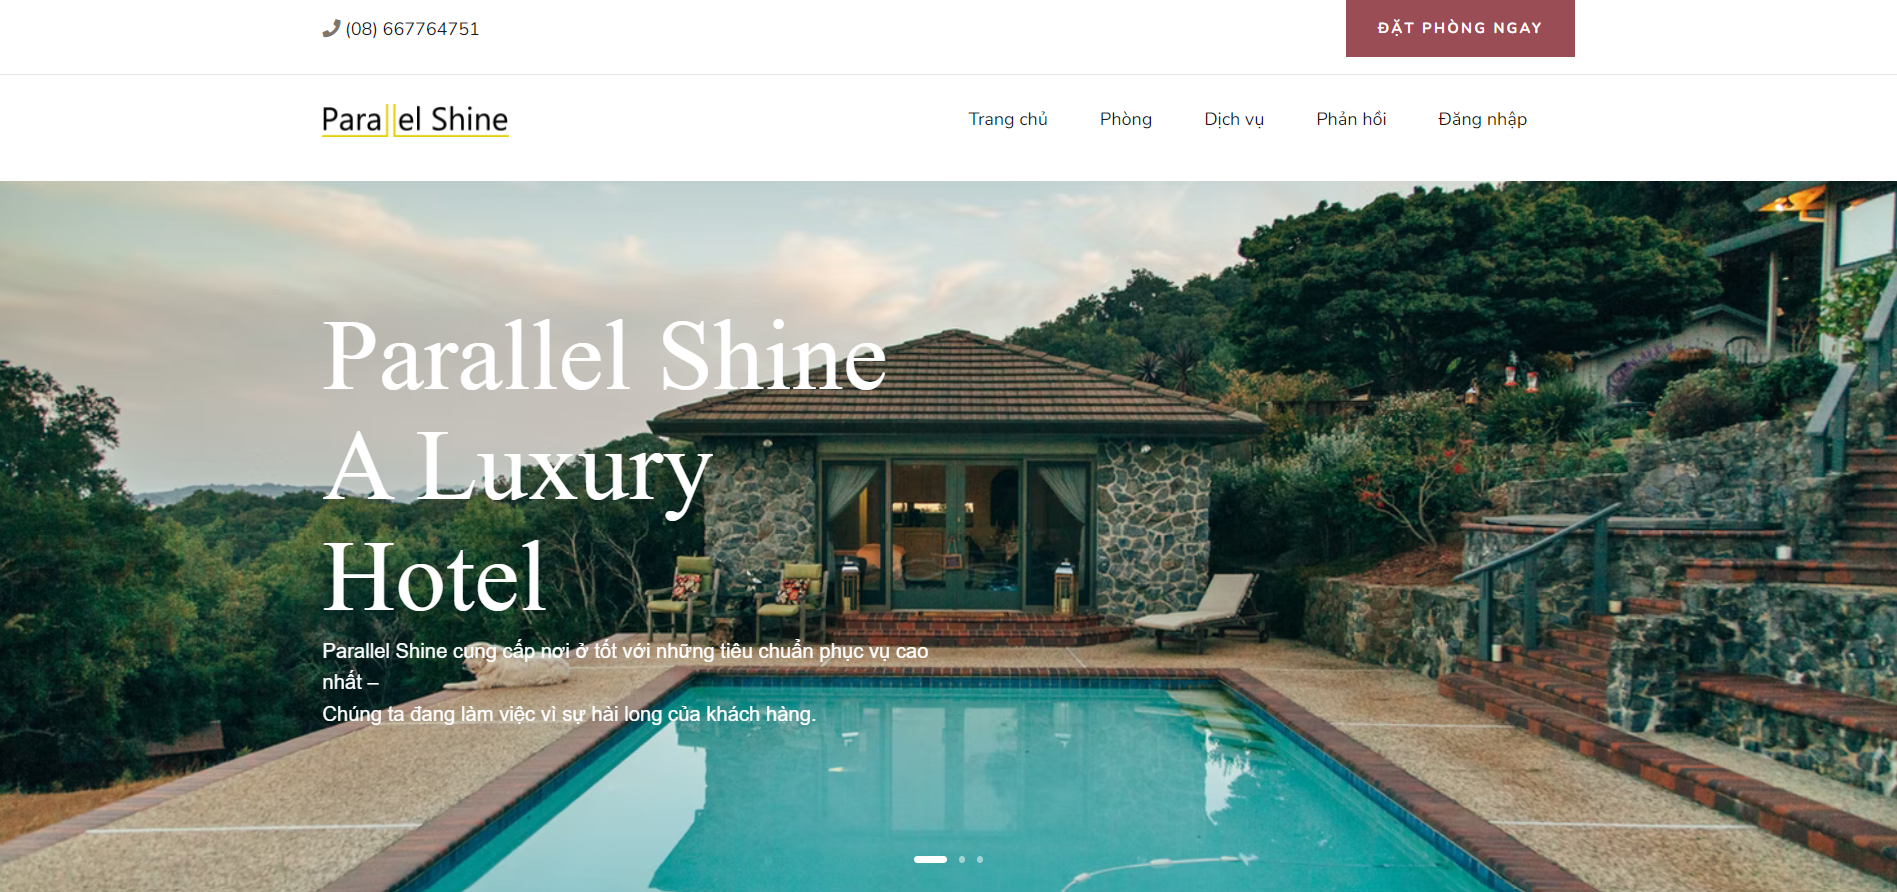 (08) 667764751
ĐẶT PHÒNG NGAY
Parallel Shine
Trang chủ
Phòng
Dịch vụ
Phản hồi
Đăng nhập
Parallel Shine
A Luxury
Hotel
Parallel Shine cung cấp nơi ở tốt với những tiêu chuẩn phục vụ cao
nhất –
Chúng ta đang làm việc vì sự hài long của khách hàng.